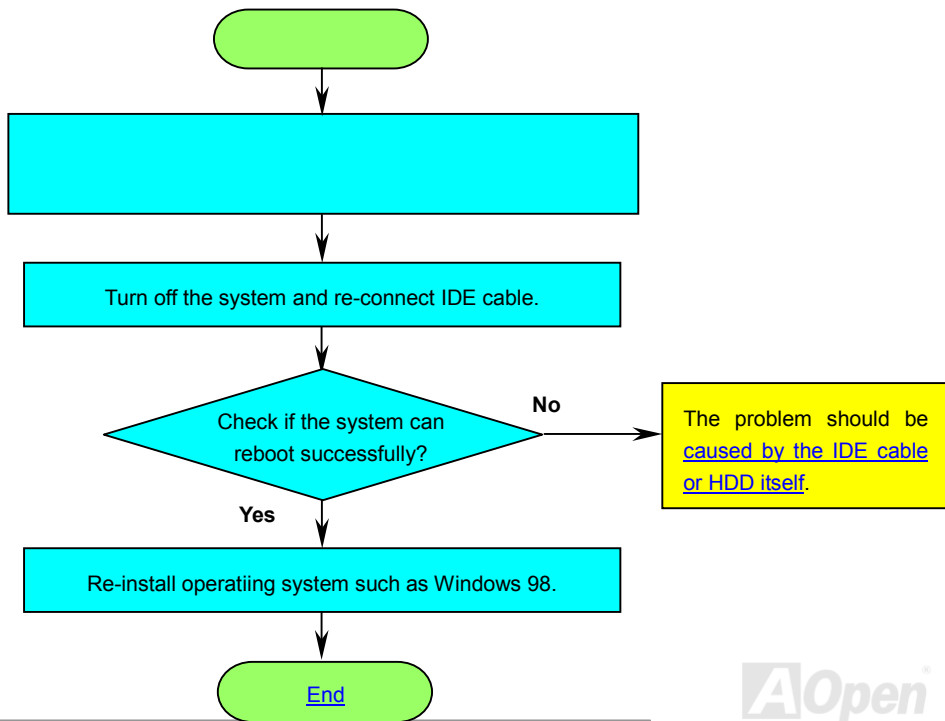 Turn off the system and re-connect IDE cable.
Check if the system can
reboot successfully?
No
The problem should be
caused by the IDE cable
or HDD itself.
Yes
Re-install operatiing system such as Windows 98.
End
AOpen